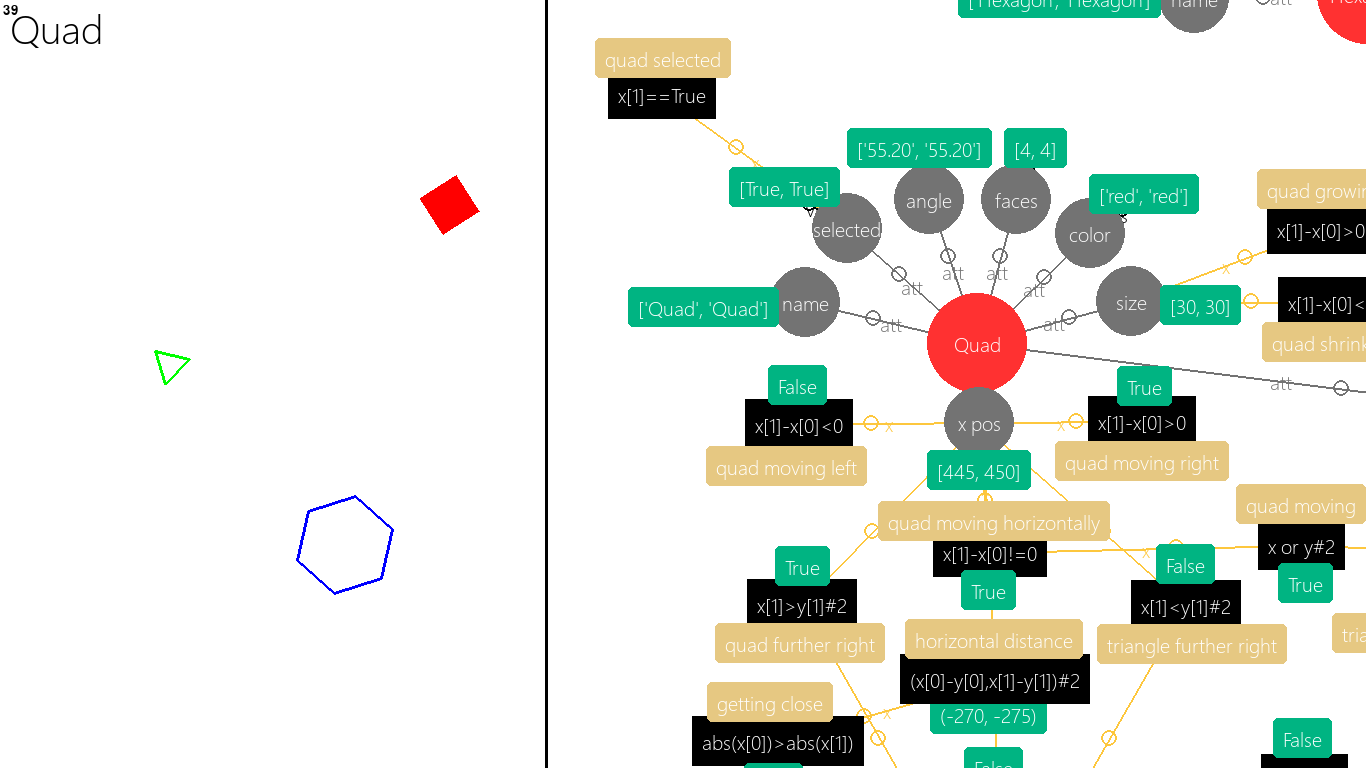 39
Quad
['Hexagon', 'Hexagon']
name
att
quad selected
x[1]==True
x
['55.20', '55.20']
[4, 4]
[True, True]
angle
faces
['red', 'red']
selected
color
quad growin
x[1]-x[0]>0
x
att
att
att
att
att
att
['Quad', 'Quad']
name
size
[30, 30]
x[1]-x[0]<
quad shrink
Quad
att
False
True
x[1]-x[0]<0
x
x pos
x
x[1]-x[0]>0
quad moving left
[445, 450]
quad moving right
quad moving horizontally
x[1]-x[0]!=0
x
quad moving
x or y#2
True
True
x[1]>y[1]#2
quad further right
True
False
x[1]<y[1]#2
triangle further right
tria
horizontal distance
(x[0]-y[0],x[1]-y[1])#2
(-270, -275)
getting close
x
abs(x[0])>abs(x[1])
False
False